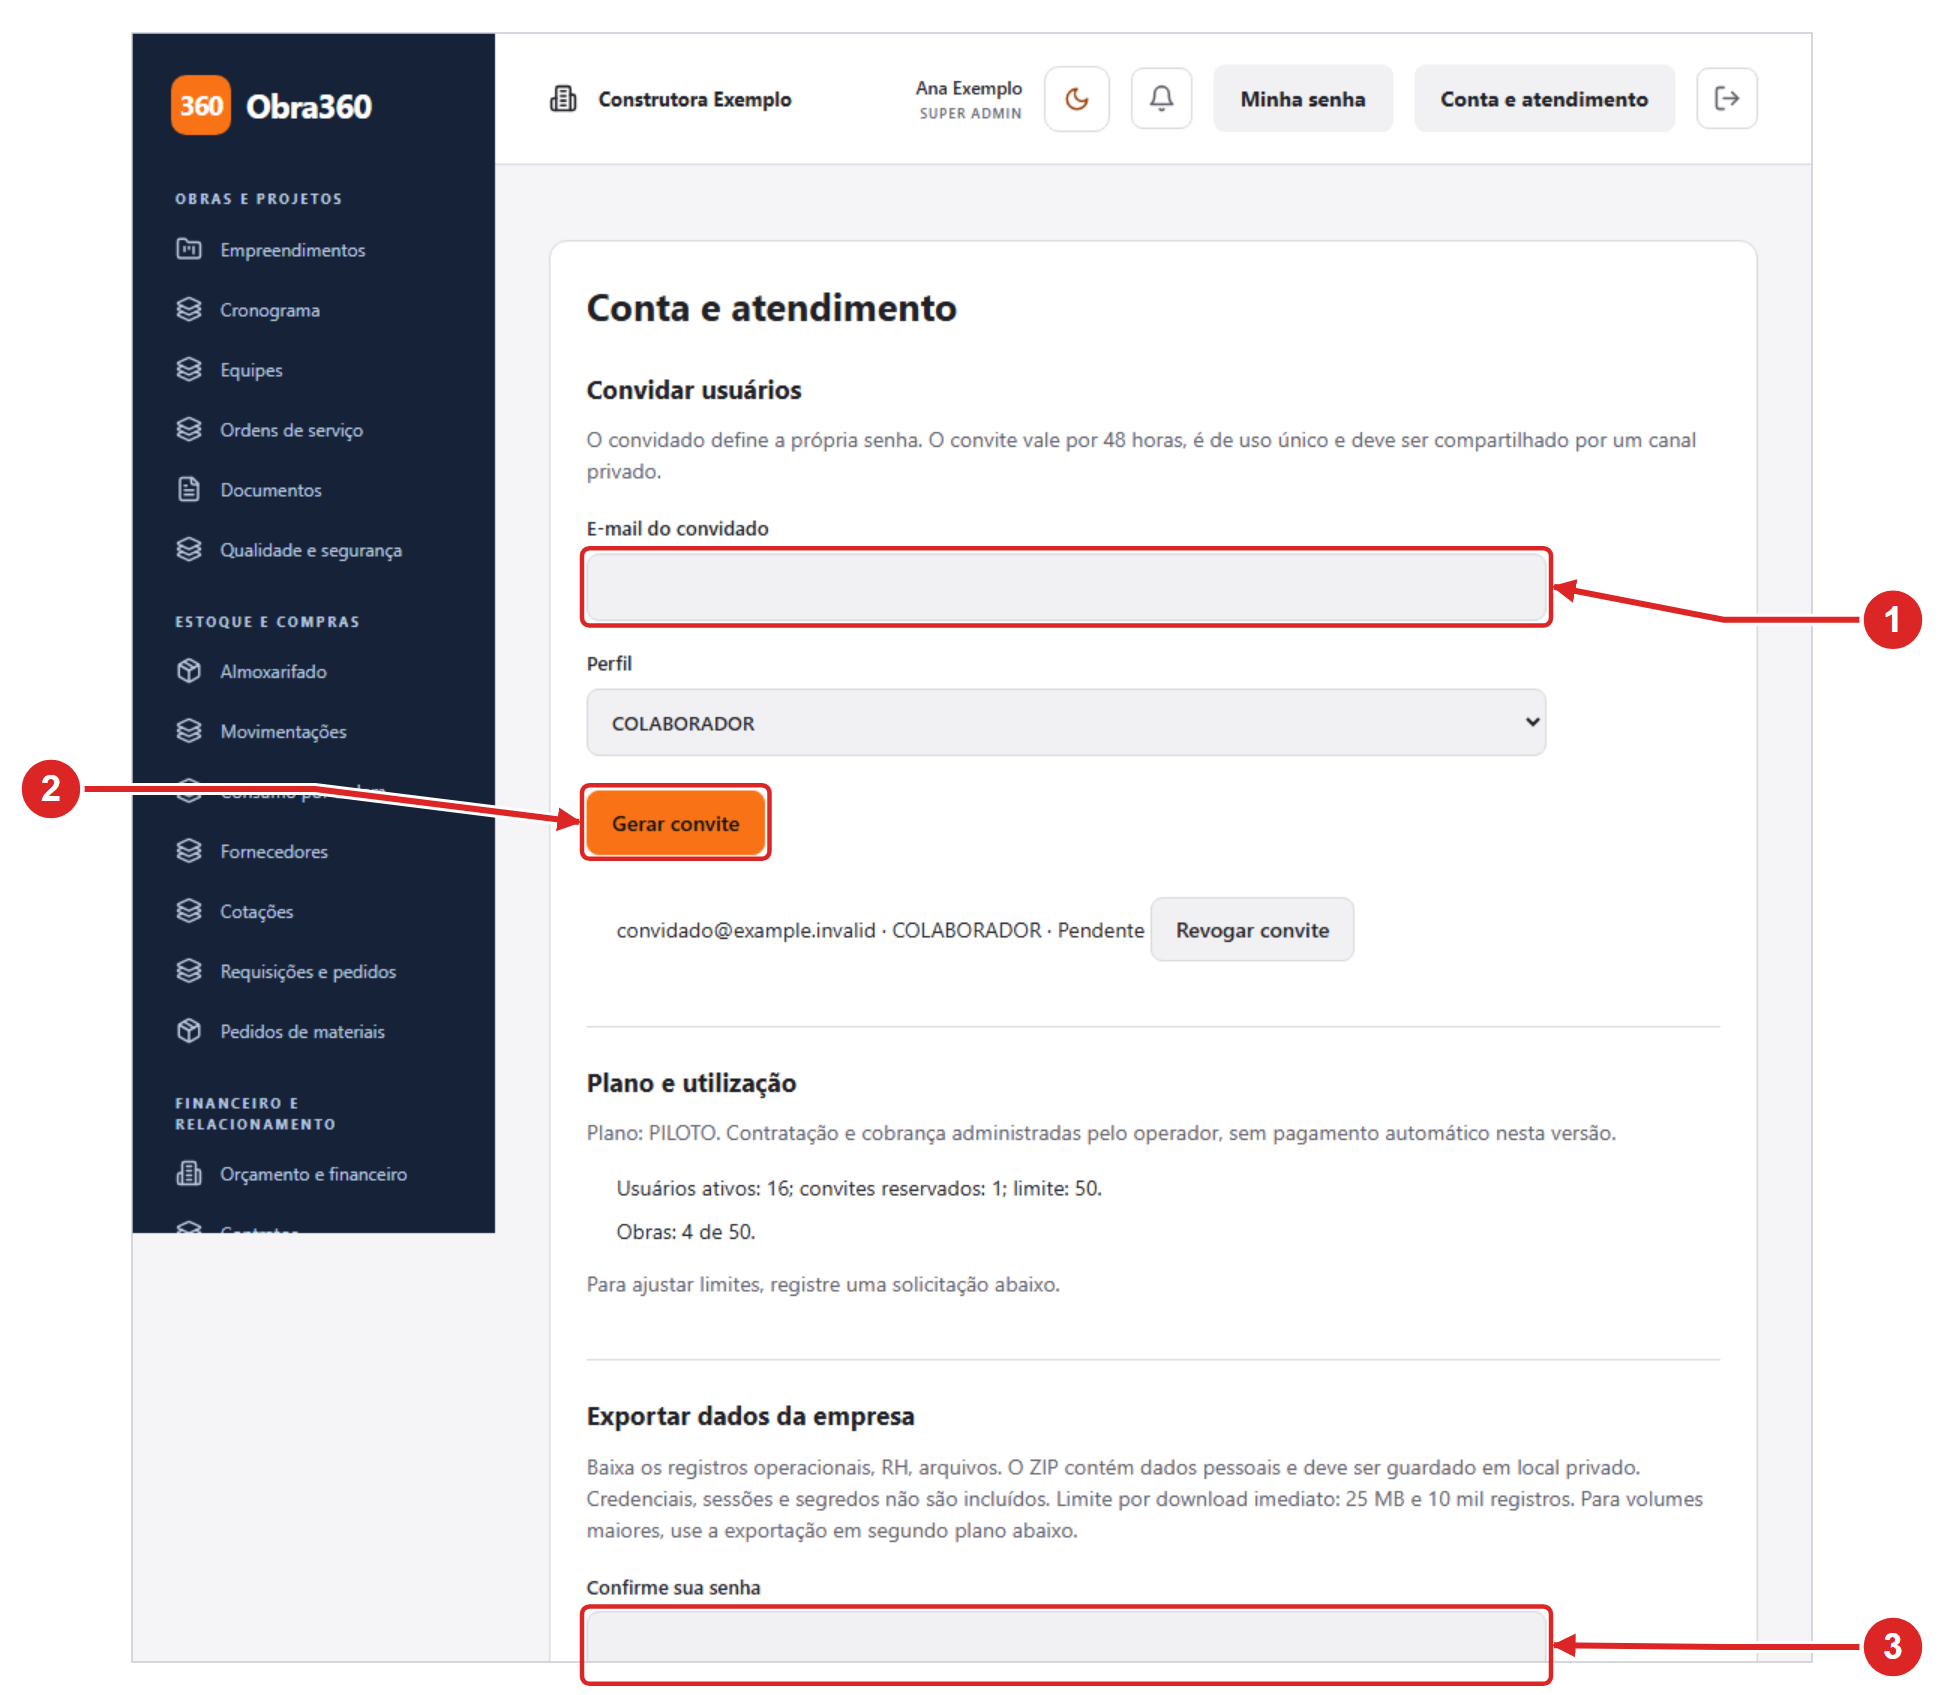 360 Obra360
Construtora Exemplo
Ana Exemplo
SUPER ADMIN
Minha senha
Conta e atendimento
OBRAS E PROJETOS
Empreendimentos
Cronograma
Equipes
Ordens de serviço
Documentos
Qualidade e segurança
ESTOQUE E COMPRAS
Almoxarifado
Movimentações
Fornecedores
Cotações
Requisições e pedidos
Pedidos de materiais
FINANCEIRO E
RELACIONAMENTO
Orçamento e financeiro
Conta e atendimento
Convidar usuários
O convidado define a própria senha. O convite vale por 48 horas, é de uso único e deve ser compartilhado por um canal
privado.
E-mail do convidado
1
Perfil
COLABORADOR
2
Gerar convite
convidado@example.invalid · COLABORADOR · Pendente
Revogar convite
Plano e utilização
Plano: PILOTO. Contratação e cobrança administradas pelo operador, sem pagamento automático nesta versão.
Usuários ativos: 16; convites reservados: 1; limite: 50.
Obras: 4 de 50.
Para ajustar limites, registre uma solicitação abaixo.
Exportar dados da empresa
Baixa os registros operacionais, RH, arquivos. O ZIP contém dados pessoais e deve ser guardado em local privado.
Credenciais, sessões e segredos não são incluídos. Limite por download imediato: 25 MB e 10 mil registros. Para volumes
maiores, use a exportação em segundo plano abaixo.
Confirme sua senha
3